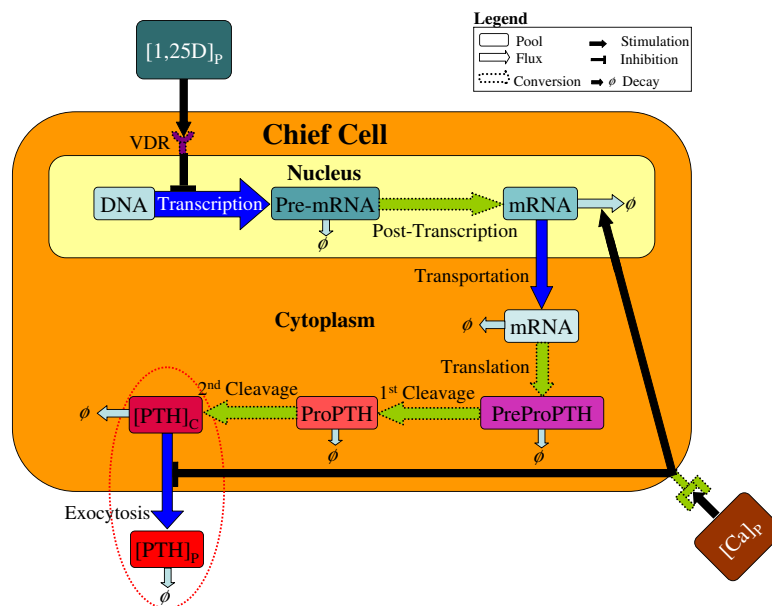 Legend
Pool
Stimulation
Flux
Inhibition
Conversion
ϕ Decay
[1,25D]P
VDR
Chief Cell
Nucleus
DNA
Transcription
Pre-mRNA
mRNA
ϕ
Post-Transcription
ϕ
Transportation
Cytoplasm
ϕ
mRNA
Translation
2nd Cleavage
1st Cleavage
ϕ
[PTH]C
ProPTH
PreProPTH
ϕ
ϕ
Exocytosis
[PTH]P
ϕ
[Ca]P